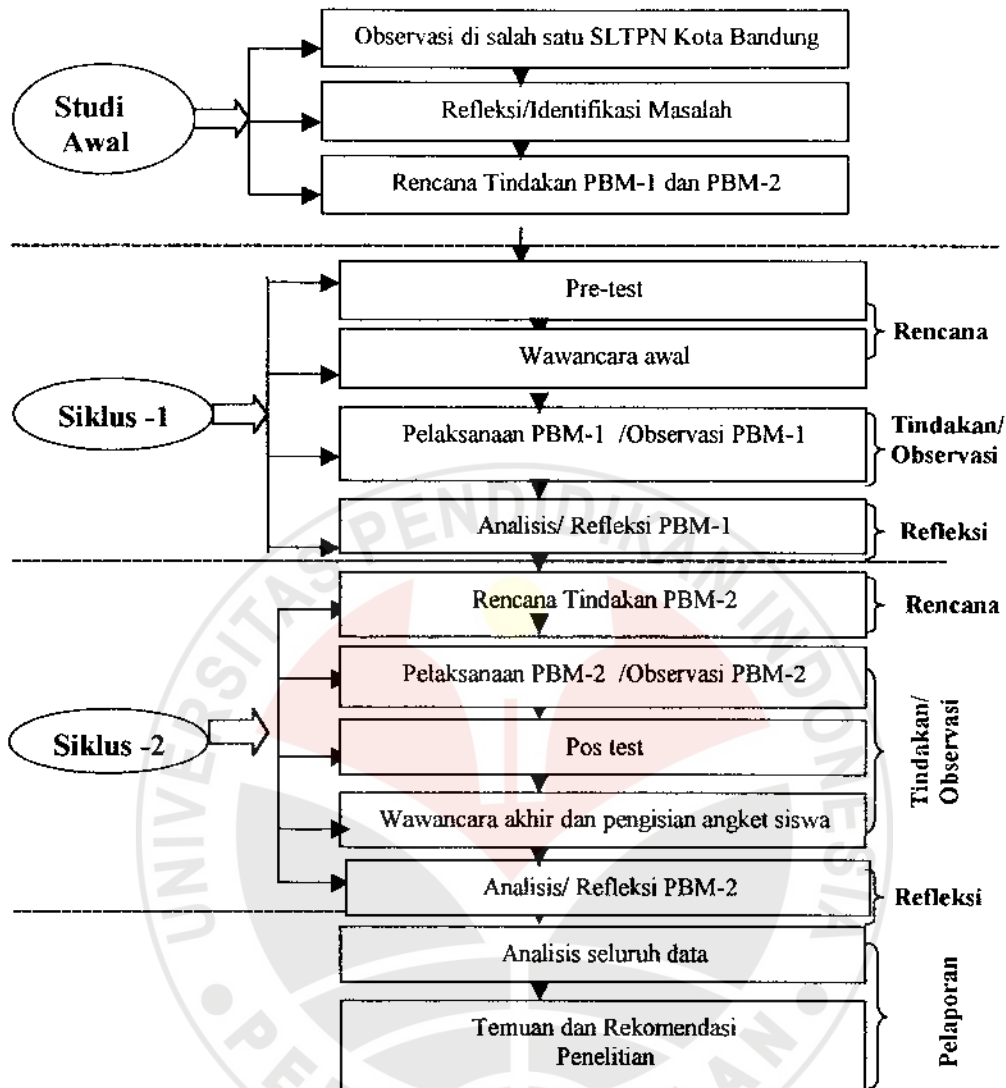 Observasi di salah satu SLTPN Kota Bandung
Studi
Awal
Refleksi/Identifikasi Masalah
Rencana Tindakan PBM-1 dan PBM-2
Pre-test
Rencana
Wawancara awal
Siklus -1
Pelaksanaan PBM-1 /Observasi PBM-1
Tindakan/
Observasi
Analisis/ Refleksi PBM-1
Refleksi
Rencana Tindakan PBM-2
Rencana
Pelaksanaan PBM-2 /Observasi PBM-2
Siklus -2
Pos test
Tindakan/
Observasi
Wawancara akhir dan pengisian angket siswa
Analisis/ Refleksi PBM-2
Refleksi
Analisis seluruh data
Temuan dan Rekomendasi
Penelitian
Pelaporan
UNIVERSITAS PENDIDIKAN INDONESIA